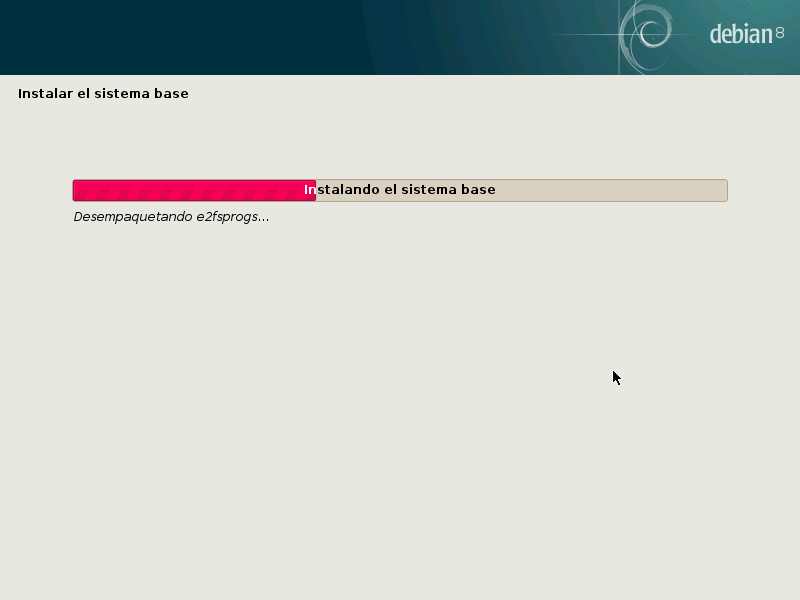 debian 8
Instalar el sistema base
Instalando el sistema base
Desempaquetando e2fsprogs...